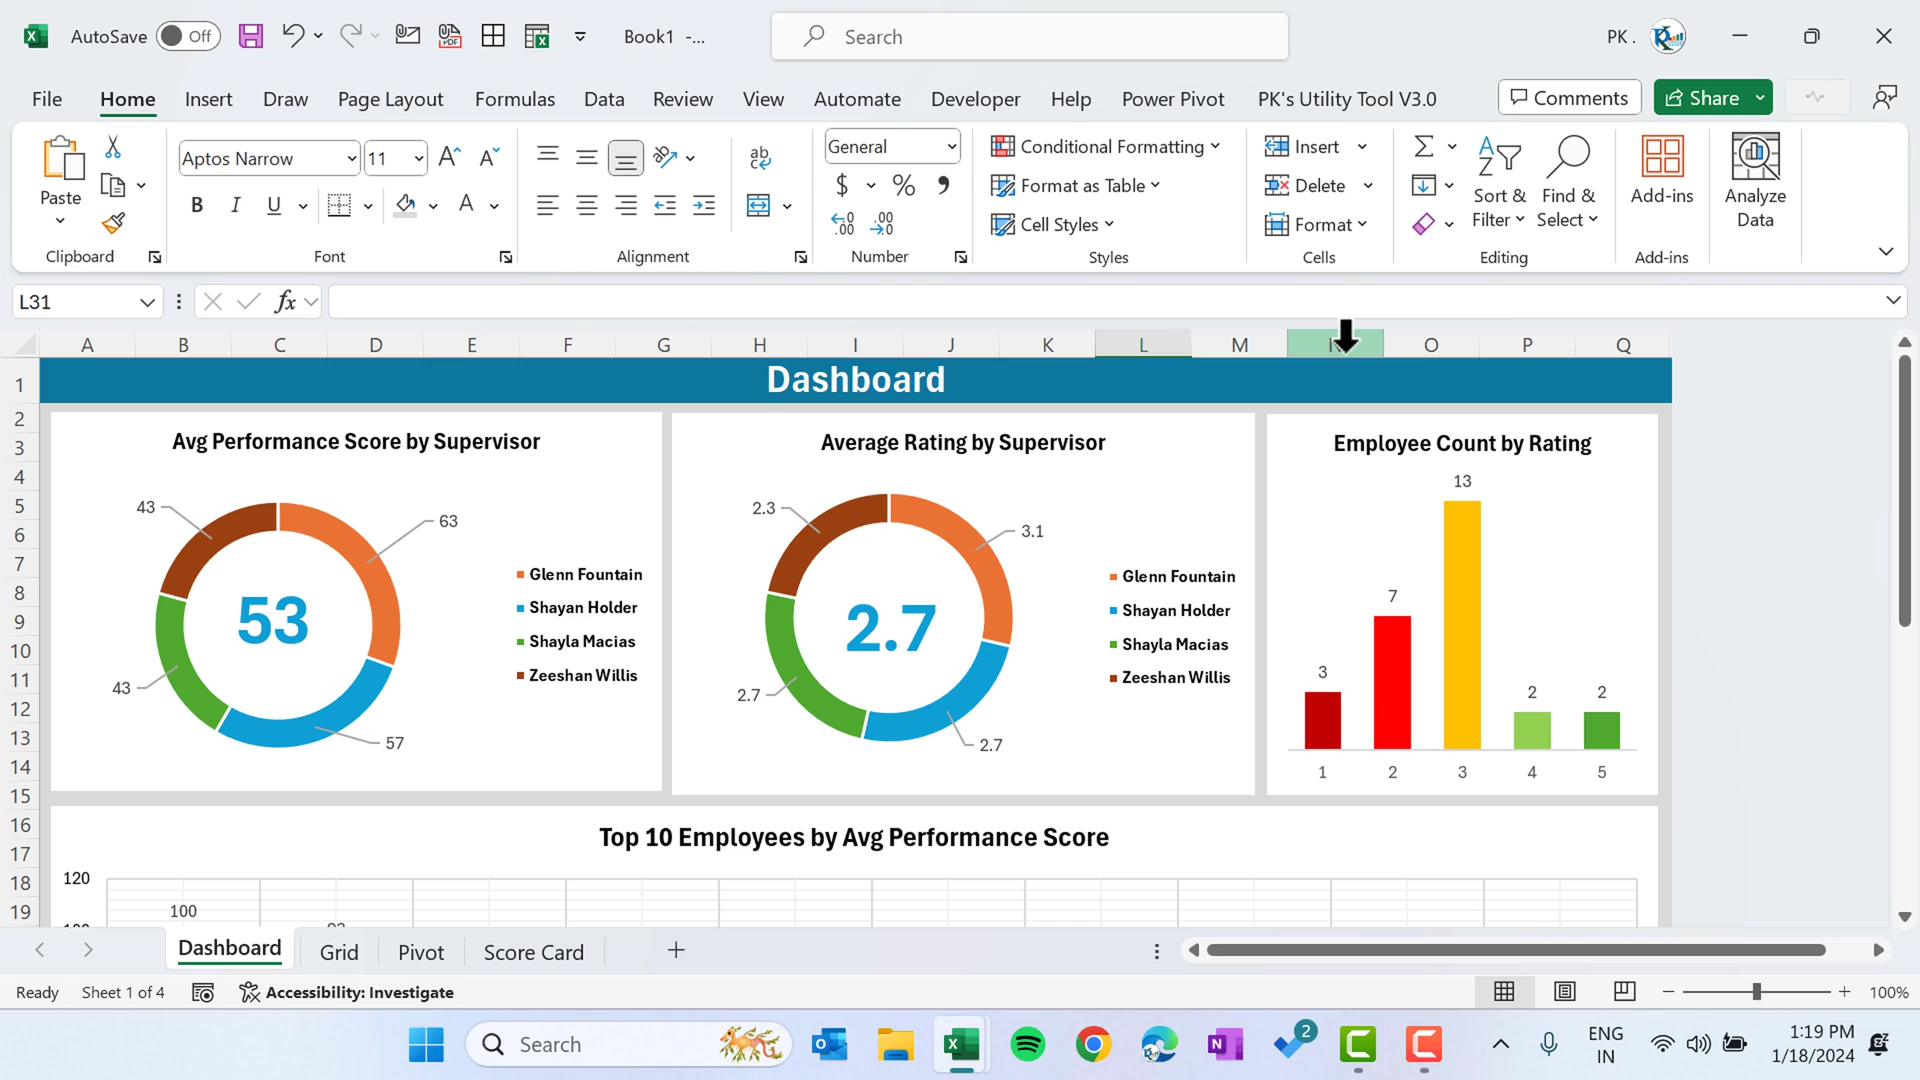 AutoSave Off Book1 -... Search PK .
File Home Insert Draw Page Layout Formulas Data Review View Automate Developer Help Power Pivot PK's Utility Tool V3.0 Comments Share
Paste
Aptos Narrow 11
B I U
ab
General
$ % 9
Conditional Formatting
Format as Table
Cell Styles
Insert
Delete
Format
Sort & Filter
Find & Select
Add-ins
Analyze Data
Clipboard Font Alignment Number Styles Cells Editing Add-ins
L31 fx
A B C D E F G H I J K L M O P Q
1 Dashboard
2
3
4
5
6
7
8
9
10
11
12
13
14
15
16
17
18
19
Avg Performance Score by Supervisor
43
63
53
43
57
Glenn Fountain
Shayan Holder
Shayla Macias
Zeeshan Willis
Average Rating by Supervisor
2.3
3.1
2.7
2.7
2.7
Glenn Fountain
Shayan Holder
Shayla Macias
Zeeshan Willis
Employee Count by Rating
13
7
3
2 2
1 2 3 4 5
Top 10 Employees by Avg Performance Score
120
100
Dashboard Grid Pivot Score Card
Ready Sheet 1 of 4 Accessibility: Investigate 100%
Search 2 ENG
IN
1:19 PM
1/18/2024